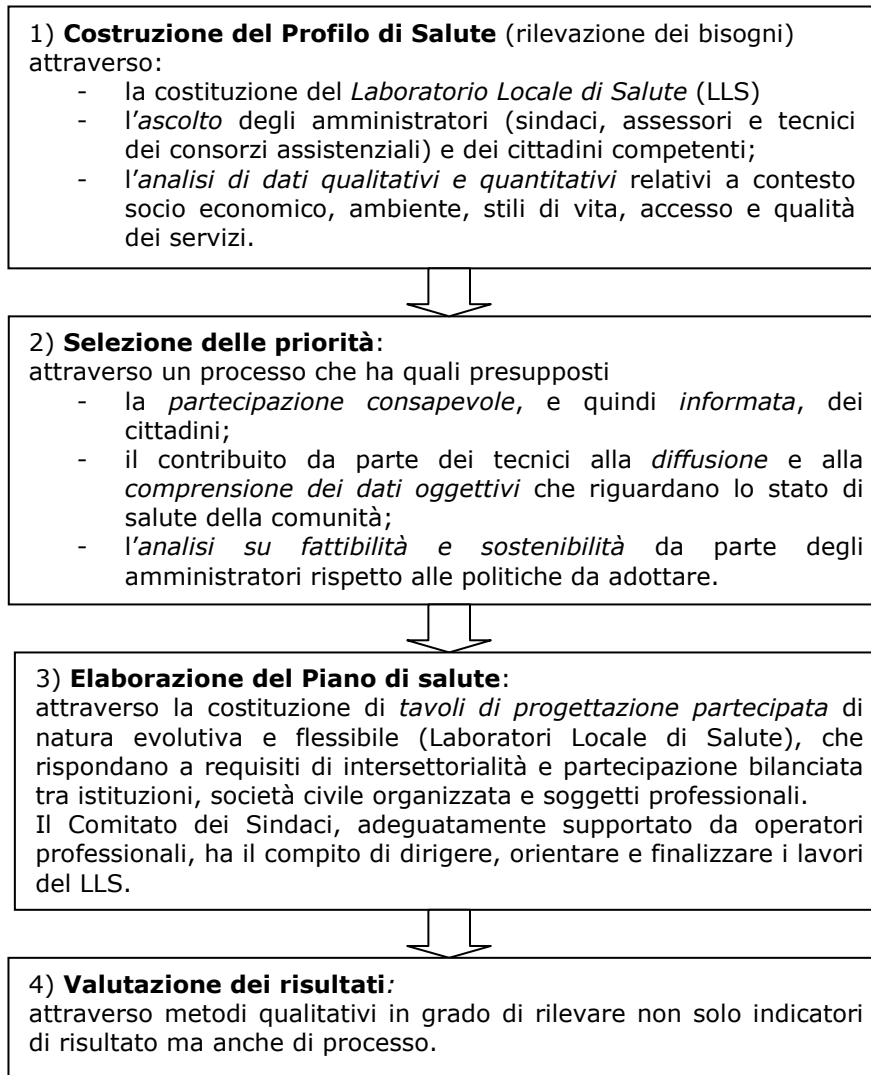 1) Costruzione del Profilo di Salute (rilevazione dei bisogni)
attraverso:
- la costituzione del Laboratorio Locale di Salute (LLS)
- l'ascolto degli amministratori (sindaci, assessori e tecnici
dei consorzi assistenziali) e dei cittadini competenti;
- l'analisi di dati qualitativi e quantitativi relativi a contesto
socio economico, ambiente, stili di vita, accesso e qualità
dei servizi.
2) Selezione delle priorità:
attraverso un processo che ha quali presupposti
- la partecipazione consapevole, e quindi informata, dei
cittadini;
- il contribuito da parte dei tecnici alla diffusione e alla
comprensione dei dati oggettivi che riguardano lo stato di
salute della comunità;
- l'analisi su fattibilità e sostenibilità da parte degli
amministratori rispetto alle politiche da adottare.
3) Elaborazione del Piano di salute:
attraverso la costituzione di tavoli di progettazione partecipata di
natura evolutiva e flessibile (Laboratori Locale di Salute), che
rispondano a requisiti di intersettorialità e partecipazione bilanciata
tra istituzioni, società civile organizzata e soggetti professionali.
Il Comitato dei Sindaci, adeguatamente supportato da operatori
professionali, ha il compito di dirigere, orientare e finalizzare i lavori
del LLS.
4) Valutazione dei risultati:
attraverso metodi qualitativi in grado di rilevare non solo indicatori
di risultato ma anche di processo.